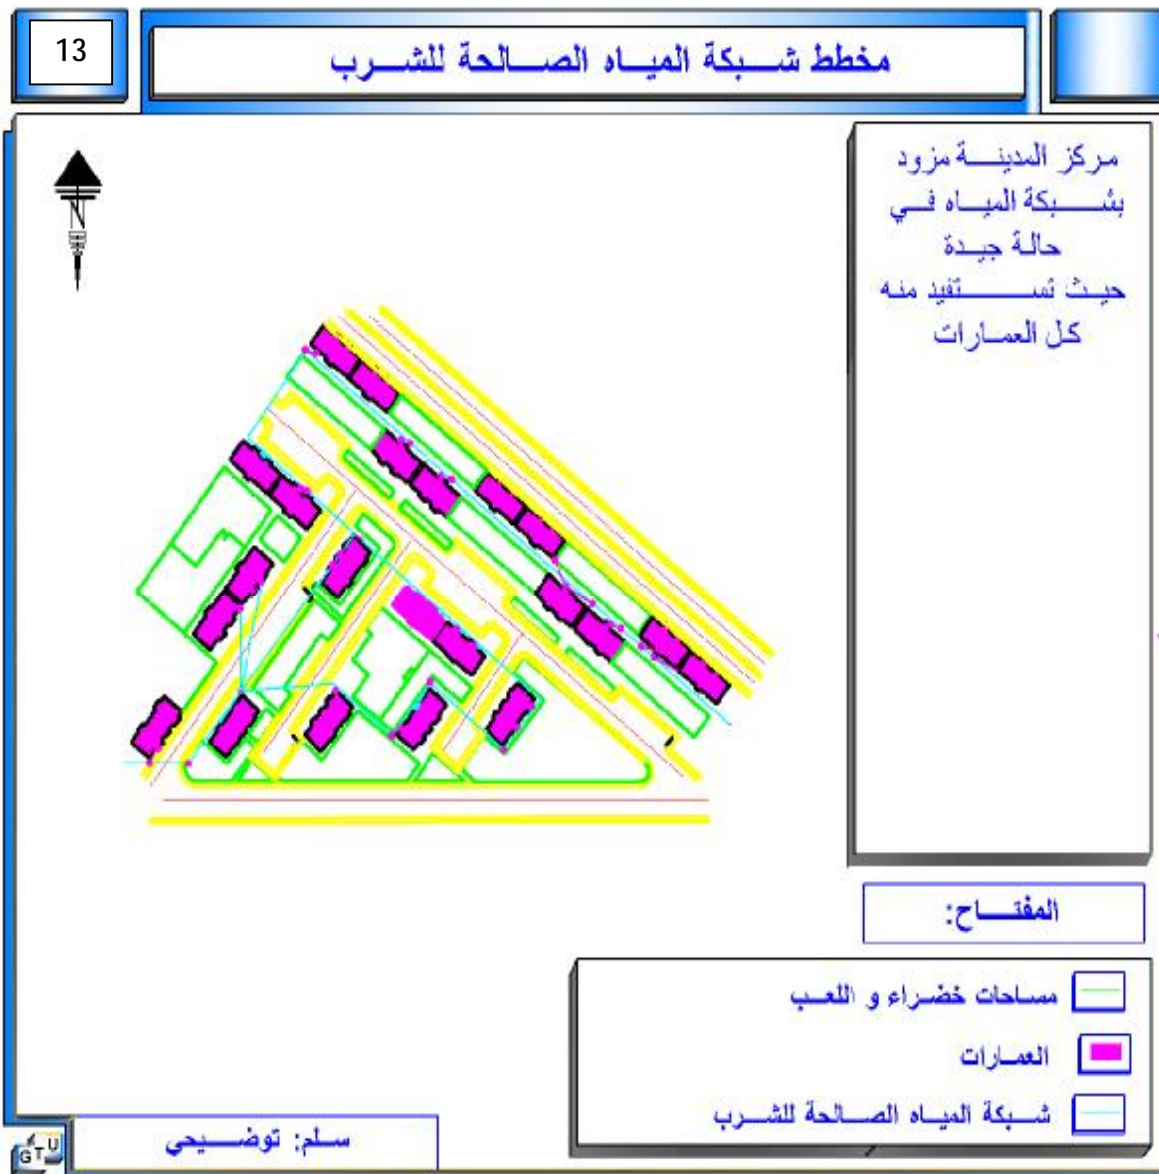 13
مخطط شبكة المياه الصالحة للشرب
N
مركز المدينة مزود
بشبكة المياه في
حالة جيدة
حيث تستفيد منه
كل العمارات
المفتاح:
مساحات خضراء و اللعب
العمارات
شبكة المياه الصالحة للشرب
سلم: توضيحي
GTU